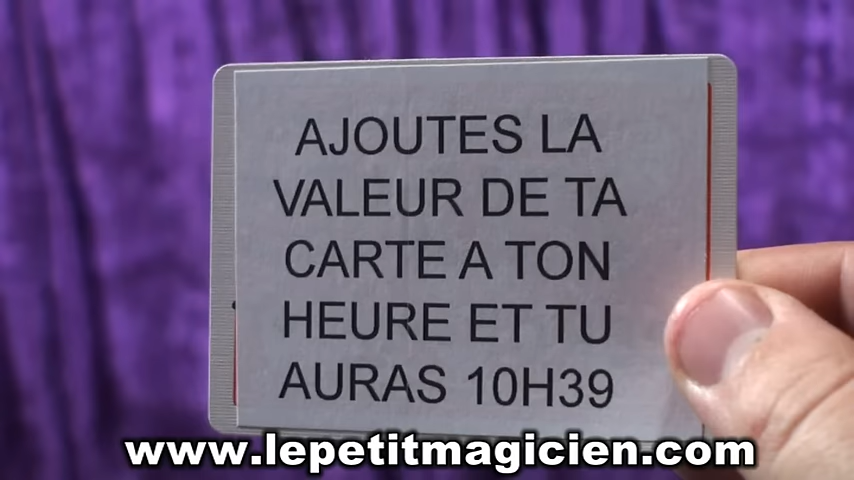 AJOUTES LA
VALEUR DE TA
CARTE A TON
HEURE ET TU
AURAS 10H39
www.lepetitmagicien.com